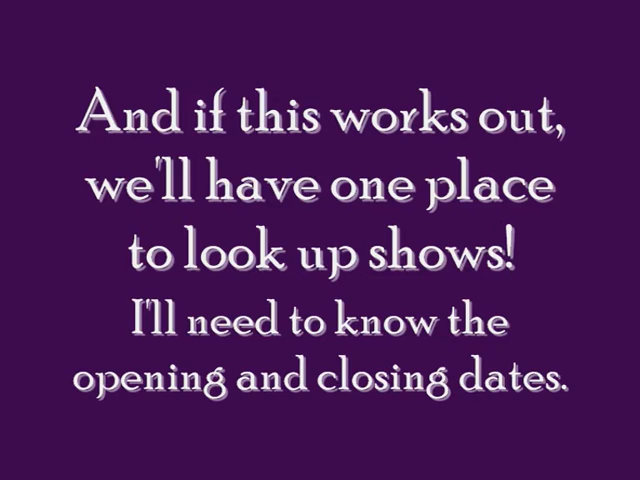 And if this works out,
we'll have one place
to look up shows!
I'll need to know the
opening and closing dates.